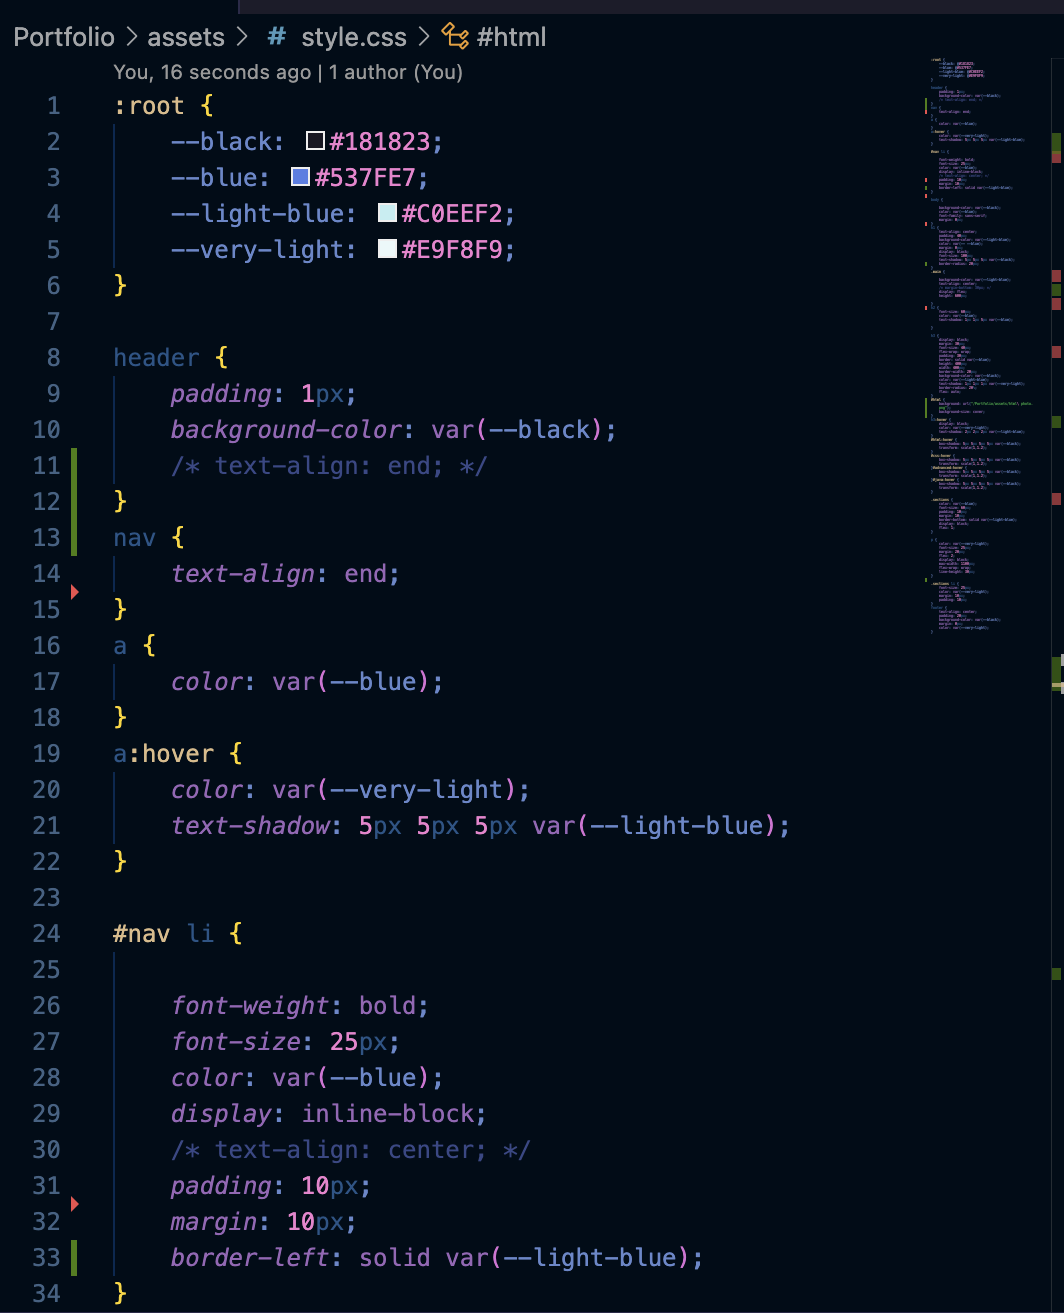 Portfolio > assets > # style.css > #html
You, 16 seconds ago | 1 author (You)
1 :root {
2 --black: #181823;
3 --blue: #537FE7;
4 --light-blue: #C0EEF2;
5 --very-light: #E9F8F9;
6 }
7
8 header {
9 padding: 1px;
10 background-color: var(--black);
11 /* text-align: end; */
12 }
13 nav {
14 text-align: end;
15 }
16 a {
17 color: var(--blue);
18 }
19 a:hover {
20 color: var(--very-light);
21 text-shadow: 5px 5px 5px var(--light-blue);
22 }
23
24 #nav li {
25
26 font-weight: bold;
27 font-size: 25px;
28 color: var(--blue);
29 display: inline-block;
30 /* text-align: center; */
31 padding: 10px;
32 margin: 10px;
33 border-left: solid var(--light-blue);
34 }